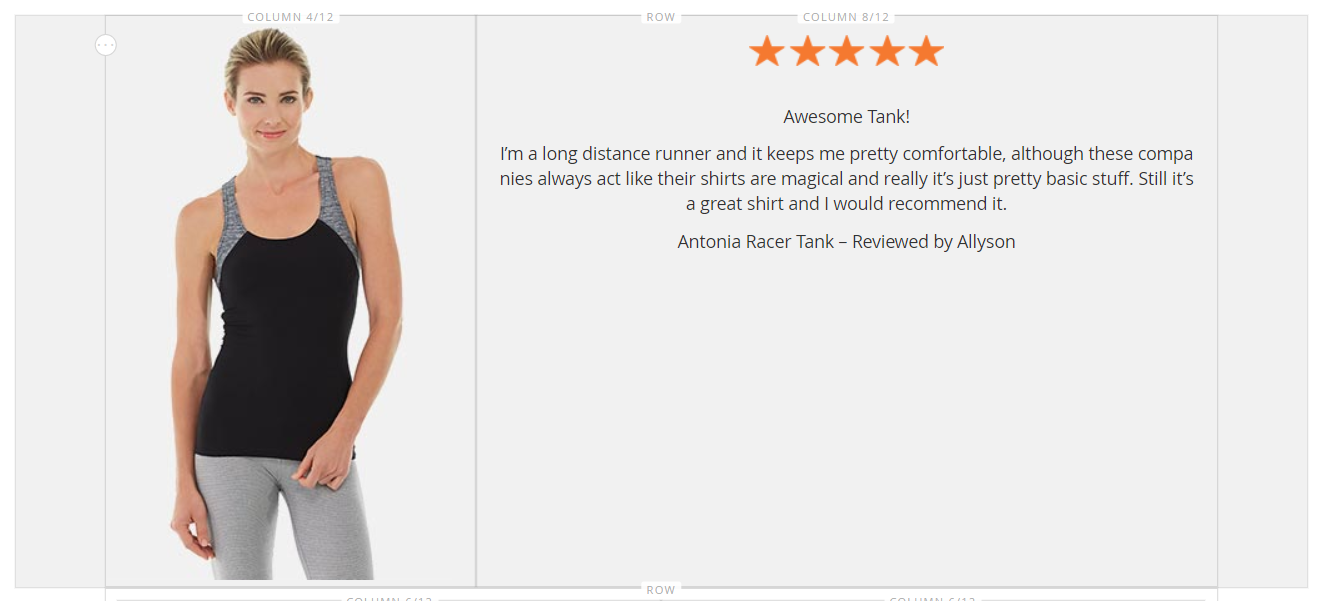 COLUMN 4/12
ROW
COLUMN 8/12
Awesome Tank!
I’m a long distance runner and it keeps me pretty comfortable, although these compa
nies always act like their shirts are magical and really it’s just pretty basic stuff. Still it’s
a great shirt and I would recommend it.
Antonia Racer Tank – Reviewed by Allyson
ROW
COLUMN 6/12
COLUMN 6/12